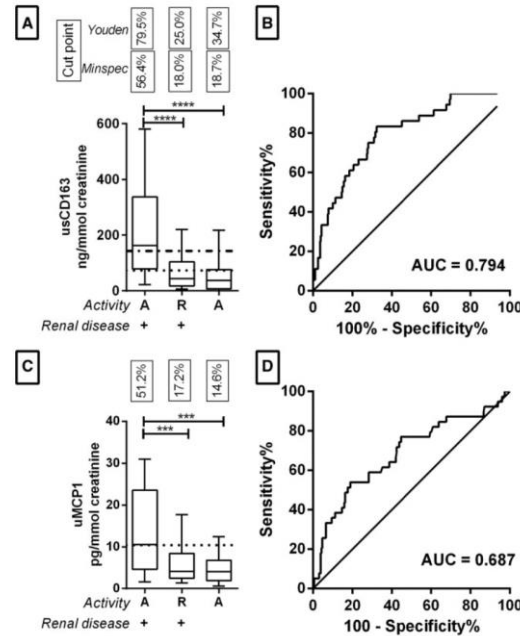 A
Cut point
Youden 79.5% 25.0% 34.7%
Minspec 56.4% 18.0% 18.7%
****
****
usCD163
ng/mmol creatinine
600
400
200
0
A R A
Activity
Renal disease + +
B
Sensitivity%
100
80
60
40
20
0
AUC = 0.794
0 20 40 60 80 100
100% - Specificity%
C
51.2% 17.2% 14.6%
***
***
uMCP1
pg/mmol creatinine
40
30
20
10
0
Activity A R A
Renal disease + +
D
Sensitivity%
100
80
60
40
20
0
AUC = 0.687
0 20 40 60 80 100
100 - Specificity%